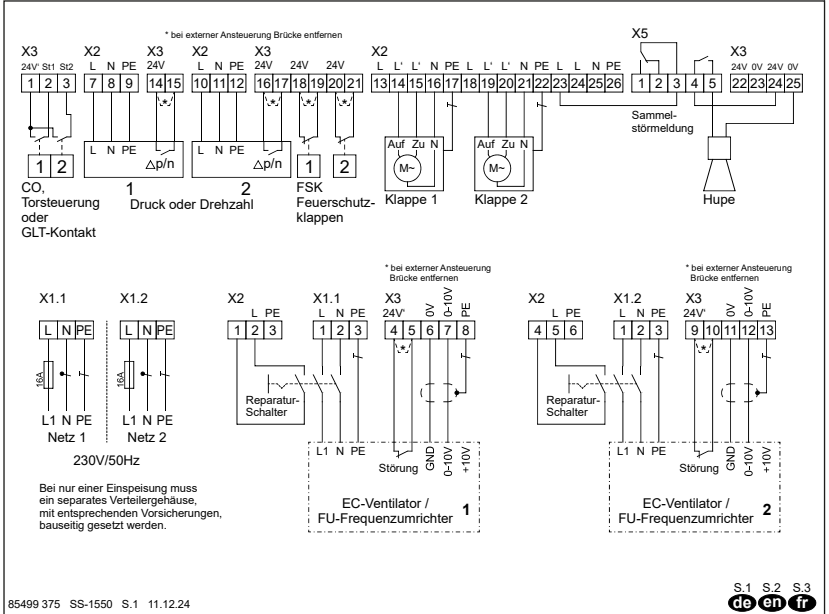 * bei externer Ansteuerung Brücke entfernen
X3 X2 X3 X2 X3 X2 X5 X3
24V' St1 St2 L N PE 24V L N PE 24V 24V 24V L L' L' N PE L L' L' N PE L L N PE 24V 0V 24V 0V
1 2 3 7 8 9 14 15 10 11 12 16 17 18 19 20 21 13 14 15 16 17 18 19 20 21 22 23 24 25 26 1 2 3 4 5 22 23 24 25
* * Sammel-
störmeldung
L N PE L N PE Auf Zu N Auf Zu N
1 2 △p/n △p/n 1 2 M~ M~
CO,
Torsteuerung
oder
GLT-Kontakt
1 2
Druck oder Drehzahl
FSK
Feuerschutz-
klappen
Klappe 1 Klappe 2 Hupe
* bei externer Ansteuerung
Brücke entfernen
* bei externer Ansteuerung
Brücke entfernen
X1.1 X1.2 X2 X1.1 X3 X2 X1.2 X3
L PE 24V' 0V 0-10V PE L PE 24V' 0V 0-10V PE
L N PE L N PE 1 2 3 1 2 3 4 5 6 7 8 4 5 6 1 2 3 9 10 11 12 13
* *
16A 16A
Reparatur-
Schalter
Reparatur-
Schalter
L1 N PE L1 N PE
Netz 1 Netz 2
230V/50Hz
L1 N PE Störung GND 0-10V +10V
EC-Ventilator /
FU-Frequenzumrichter 1
L1 N PE Störung GND 0-10V +10V
EC-Ventilator /
FU-Frequenzumrichter 2
Bei nur einer Einspeisung muss
ein separates Verteilergehäuse,
mit entsprechenden Vorsicherungen,
bauseitig gesetzt werden.
85499 375 SS-1550 S.1 11.12.24
S.1 S.2 S.3
de en fr